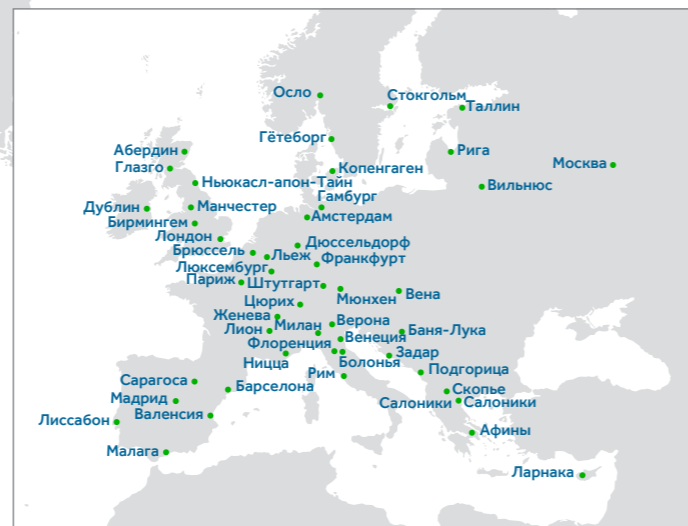 Осло
Стокгольм
Таллин
Гётеборг
Абердин
Рига
Глазго
Копенгаген
Москва
Ньюкасл-апон-Тайн
Вильнюс
Гамбург
Дублин
Манчестер
Амстердам
Бирмингем
Лондон
Дюссельдорф
Брюссель
Льеж
Франкфурт
Люксембург
Париж
Штутгарт
Мюнхен
Вена
Цюрих
Женева
Лион
Милан
Верона
Баня-Лука
Венеция
Флоренция
Ницца
Болонья
Задар
Рим
Подгорица
Сарагоса
Барселона
Скопье
Мадрид
Салоники
Салоники
Валенсия
Лиссабон
Афины
Малага
Ларнака